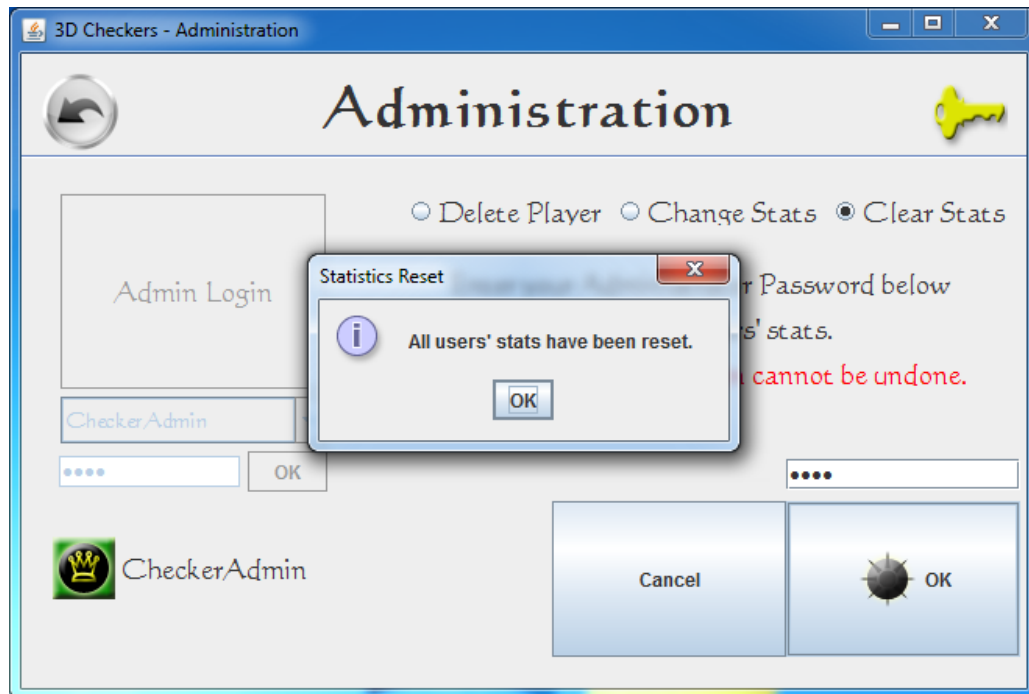 3D Checkers - Administration
Administration
Delete Player Change Stats Clear Stats
Admin Login
Statistics Reset
All users' stats have been reset.
OK
r Password below
s' stats.
cannot be undone.
CheckerAdmin
••••
OK
••••
CheckerAdmin
Cancel
OK